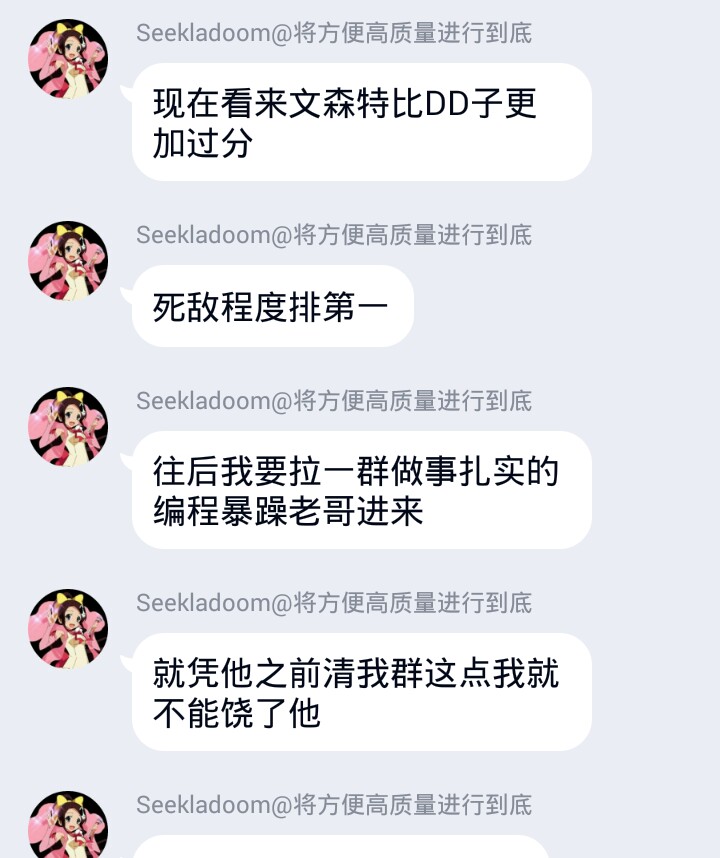 Seekladoom@将方便高质量进行到底
现在看来文森特比DD子更
加过分
Seekladoom@将方便高质量进行到底
死敌程度排第一
Seekladoom@将方便高质量进行到底
往后我要拉一群做事扎实的
编程暴躁老哥进来
Seekladoom@将方便高质量进行到底
就凭他之前清我群这点我就
不能饶了他
Seekladoom@将方便高质量进行到底